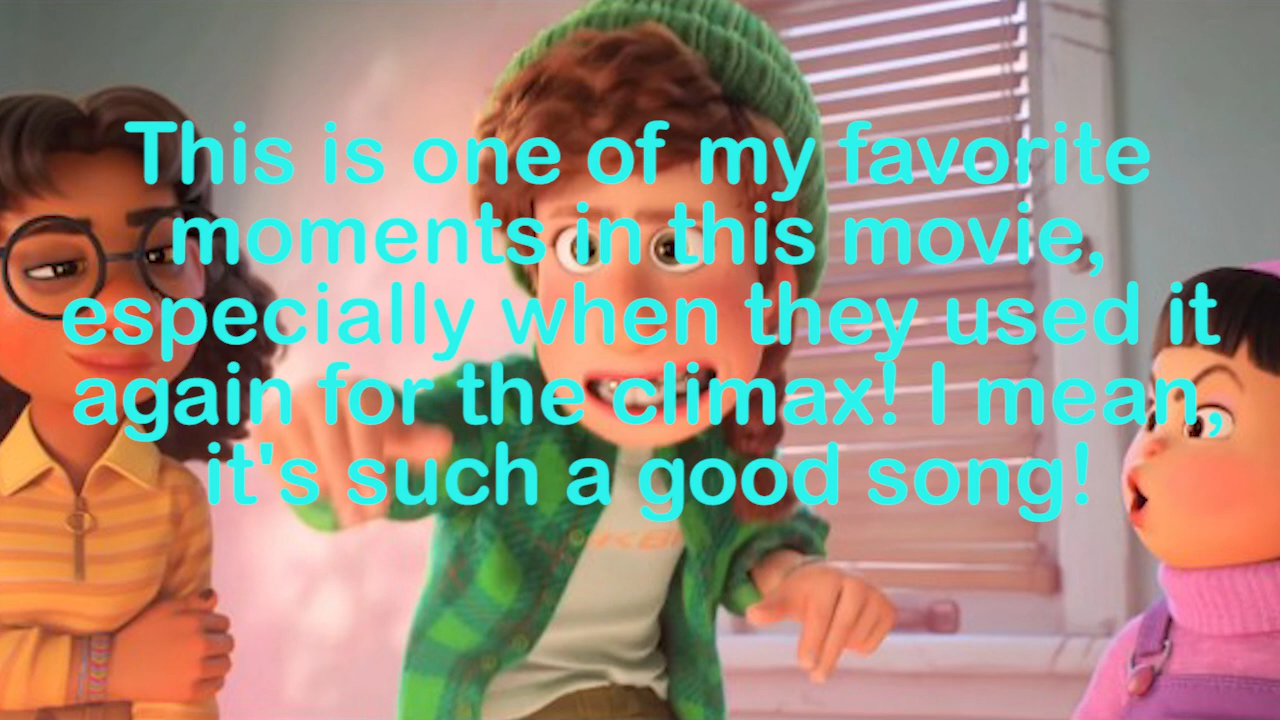 This is one of my favorite
moments in this movie,
especially when they used it
again for the climax! I mean,
it's such a good song!